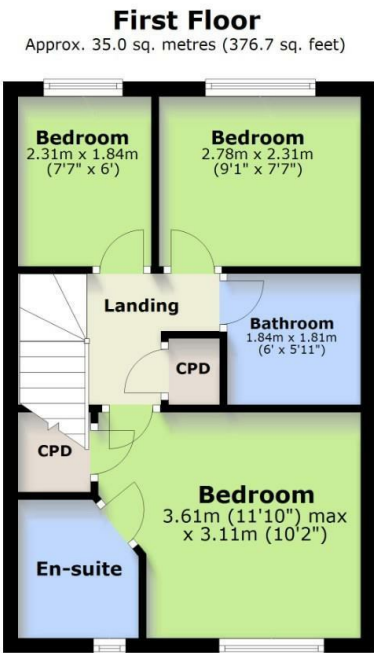 First Floor
Approx. 35.0 sq. metres (376.7 sq. feet)
Bedroom
2.31m x 1.84m
(7'7" x 6')
Bedroom
2.78m x 2.31m
(9'1" x 7'7")
Landing
Bathroom
1.84m x 1.81m
(6' x 5'11")
CPD
CPD
Bedroom
3.61m (11'10") max
x 3.11m (10'2")
En-suite